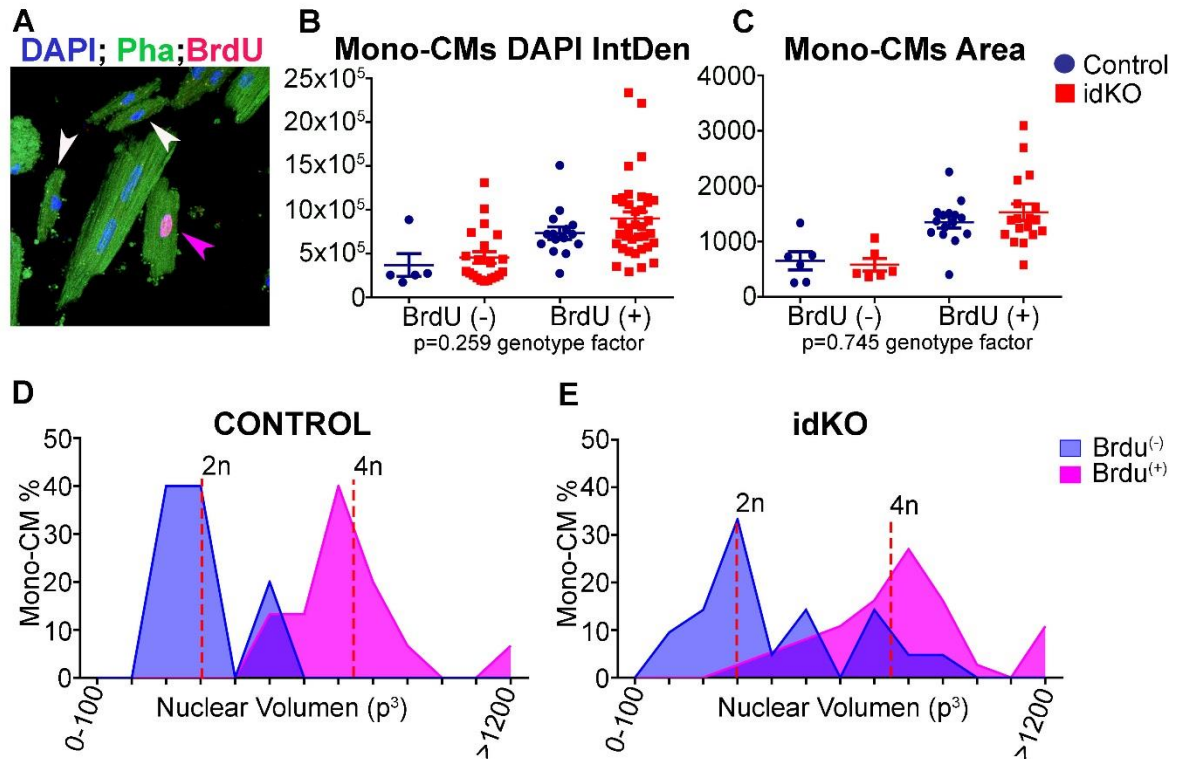 A
DAPI; Pha;BrdU
B
Mono-CMs DAPI IntDen
25x10⁵
20x10⁵
15x10⁵
10x10⁵
5x10⁵
0
BrdU (-)
BrdU (+)
p=0.259 genotype factor
C
Mono-CMs Area
4000
3000
2000
1000
0
BrdU (-)
BrdU (+)
p=0.745 genotype factor
Control
idKO
D
CONTROL
Mono-CM %
50
40
30
20
10
0
2n
4n
0-100
Nuclear Volumen (p³)
>1200
E
idKO
Mono-CM %
50
40
30
20
10
0
2n
4n
0-100
Nuclear Volumen (p³)
>1200
Brdu⁽⁻⁾
Brdu⁽⁺⁾